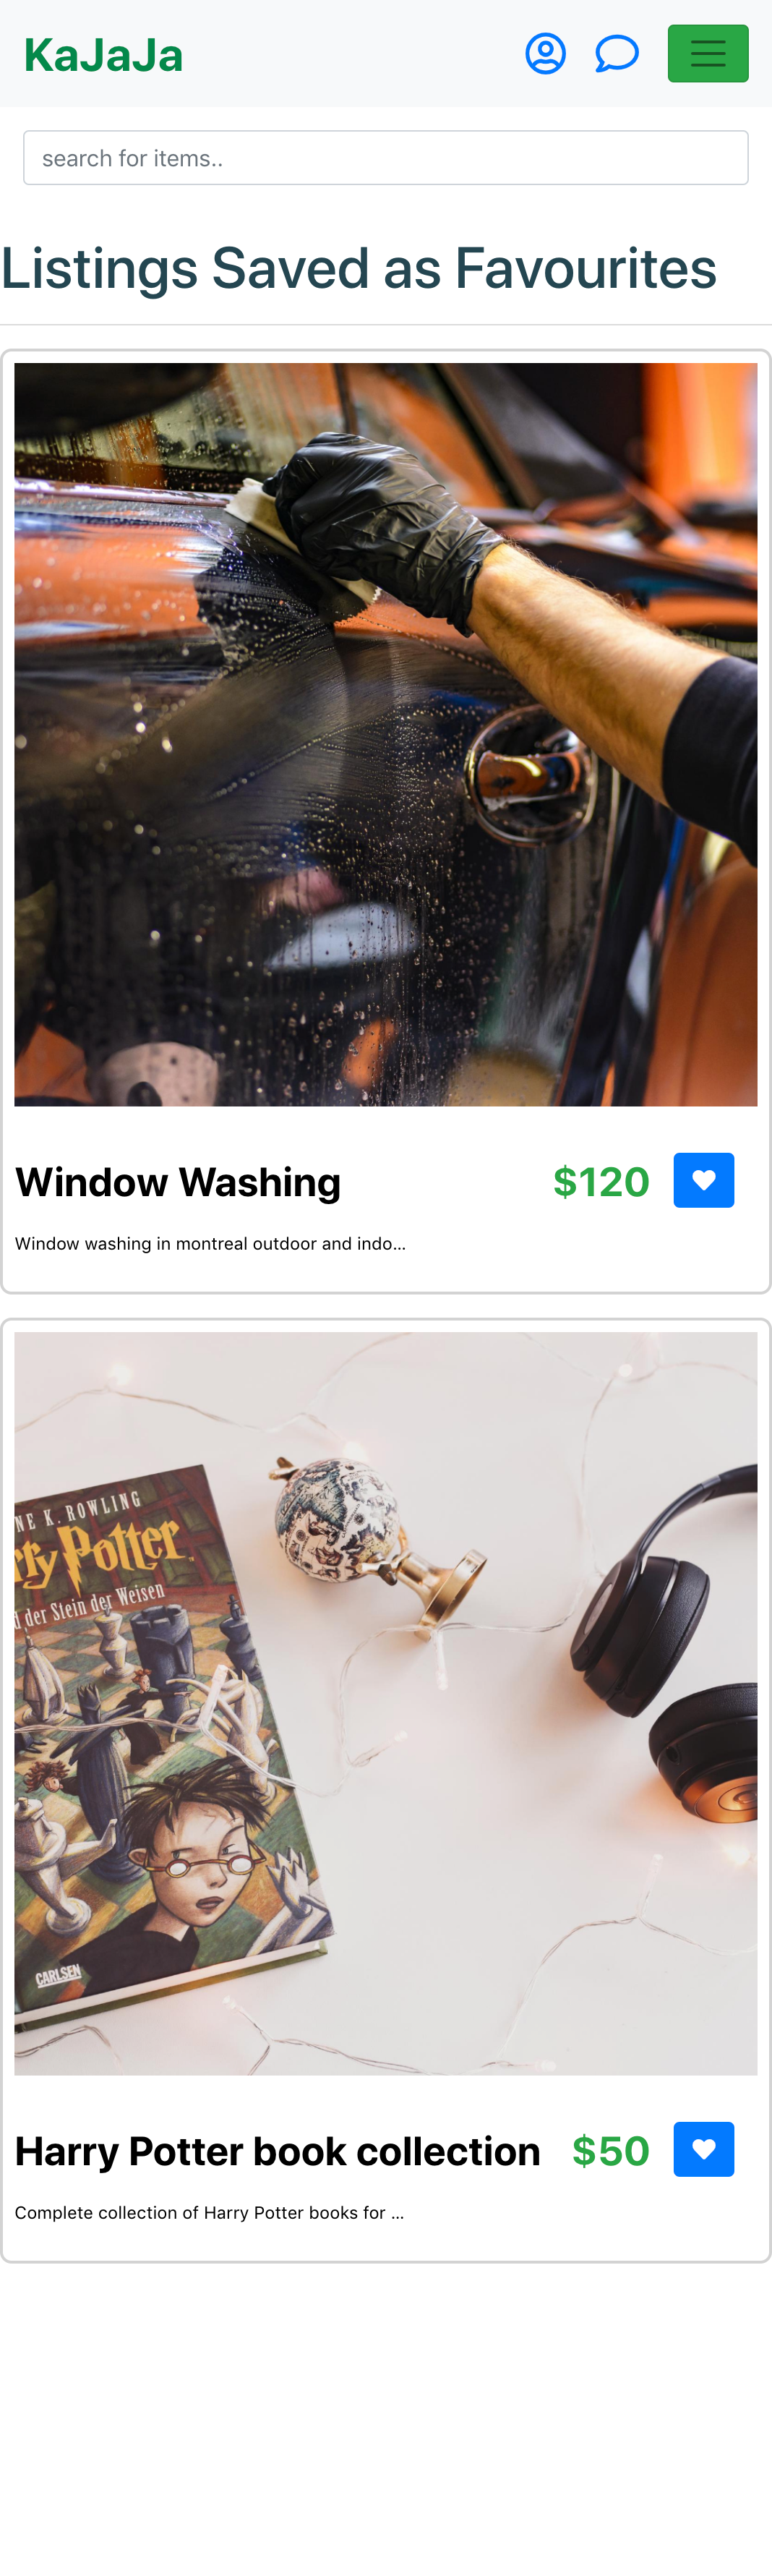 KaJaJa
search for items..
Listings Saved as Favourites
Window Washing $120
Window washing in montreal outdoor and indo...
NE K. ROWLING
rry Potter
d der Stein der Weisen
CARLSEN
Harry Potter book collection $50
Complete collection of Harry Potter books for ...